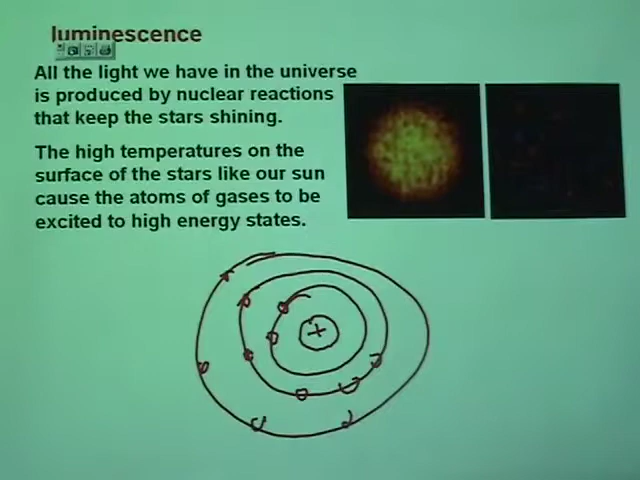 luminescence
All the light we have in the universe
is produced by nuclear reactions
that keep the stars shining.
The high temperatures on the
surface of the stars like our sun
cause the atoms of gases to be
excited to high energy states.
+